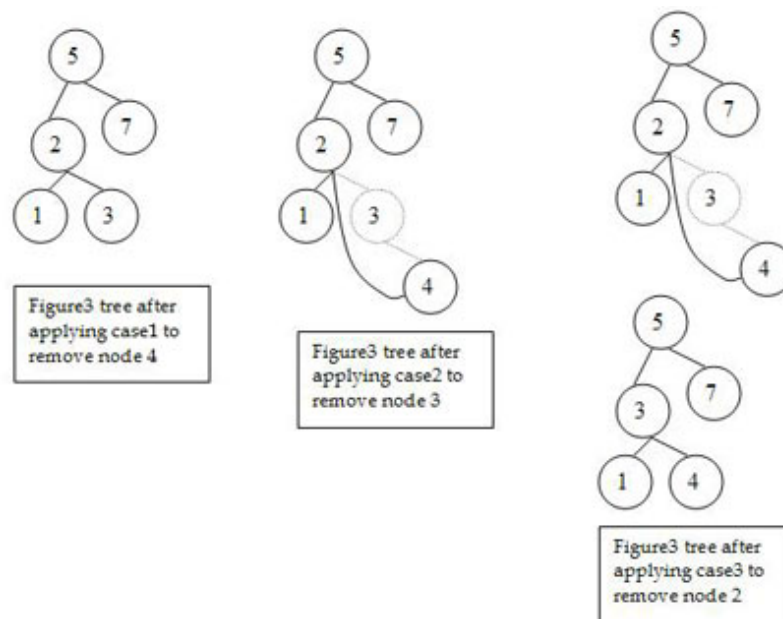 5
2 7
1 3
Figure3 tree after
applying case1 to
remove node 4
5
2 7
1 3
4
Figure3 tree after
applying case2 to
remove node 3
5
2 7
1 3
4
5
3 7
1 4
Figure3 tree after
applying case3 to
remove node 2